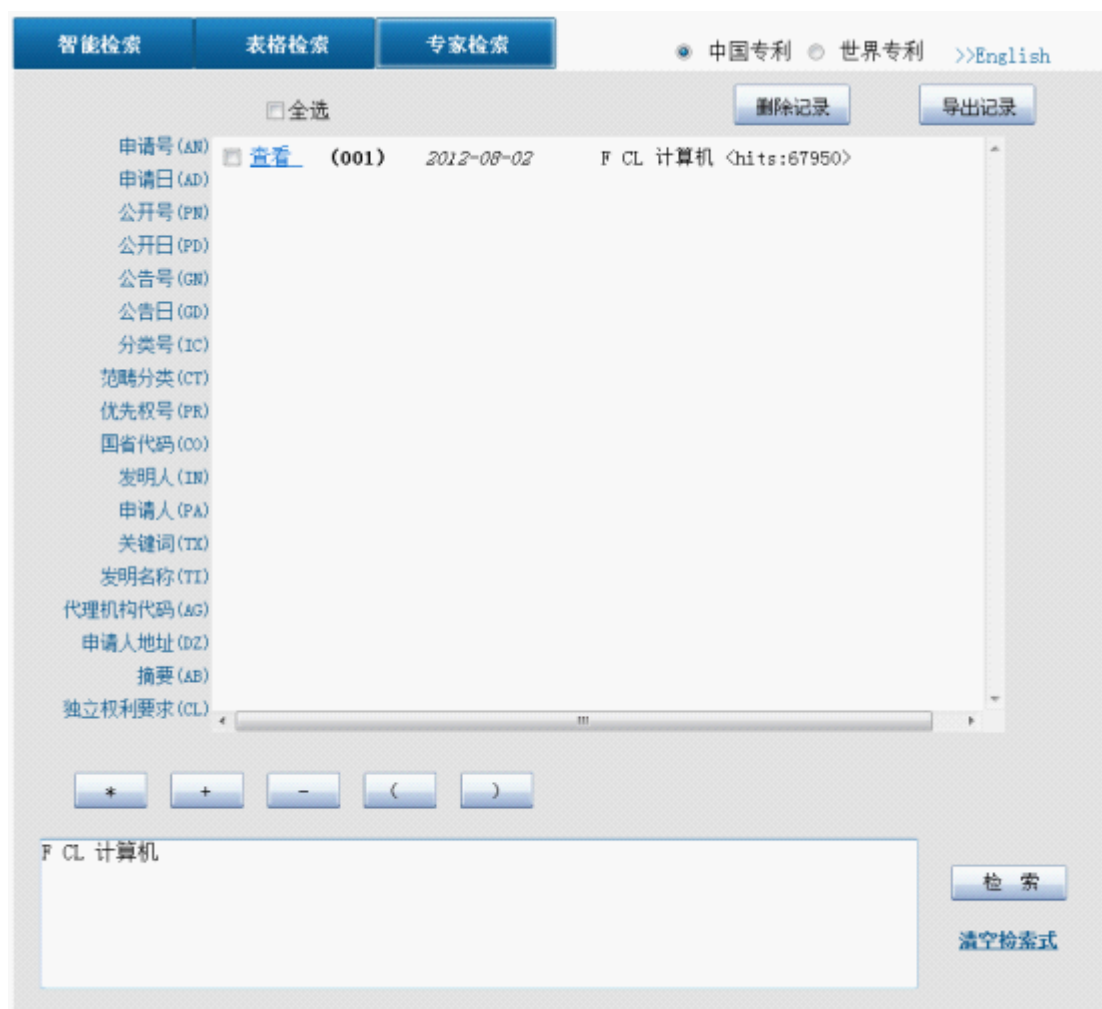 智能检索 表格检索 专家检索 中国专利 世界专利 >>English
全选 删除记录 导出记录
申请号(AN) 查看 (001) 2012-08-02 F CL 计算机 <hits:67950>
申请日(AD)
公开号(PN)
公开日(PD)
公告号(GN)
公告日(GD)
分类号(IC)
范畴分类(CT)
优先权号(PR)
国省代码(CO)
发明人(IN)
申请人(PA)
关键词(TX)
发明名称(TI)
代理机构代码(AG)
申请人地址(DZ)
摘要(AB)
独立权利要求(CL)
* + - ( )
F CL 计算机
检 索
清空检索式